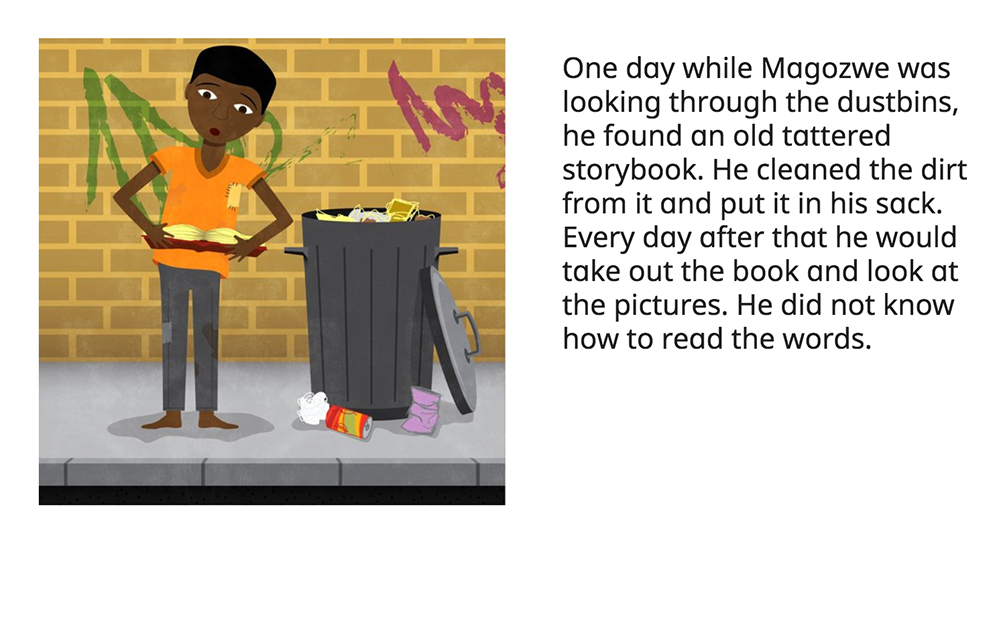 One day while Magozwe was
looking through the dustbins,
he found an old tattered
storybook. He cleaned the dirt
from it and put it in his sack.
Every day after that he would
take out the book and look at
the pictures. He did not know
how to read the words.